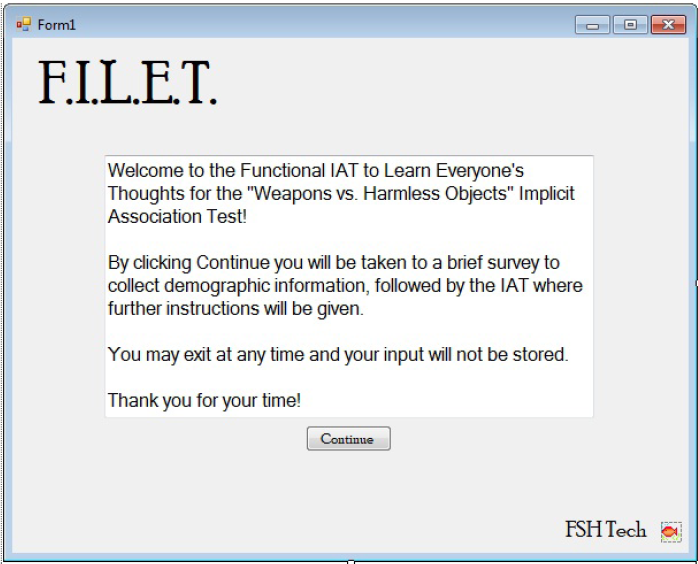 Form1
F.I.L.E.T.
Welcome to the Functional IAT to Learn Everyone's
Thoughts for the "Weapons vs. Harmless Objects" Implicit
Association Test!
By clicking Continue you will be taken to a brief survey to
collect demographic information, followed by the IAT where
further instructions will be given.
You may exit at any time and your input will not be stored.
Thank you for your time!
Continue
FSH Tech